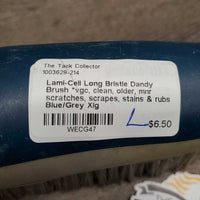 The Tack Collector
1003629-214
Lami-Cell Long Bristle Dandy
Brush *vgc, clean, older, mnr
scratches, scrapes, stains & rubs
Blue/Grey Xlg
$6.50
WECG47